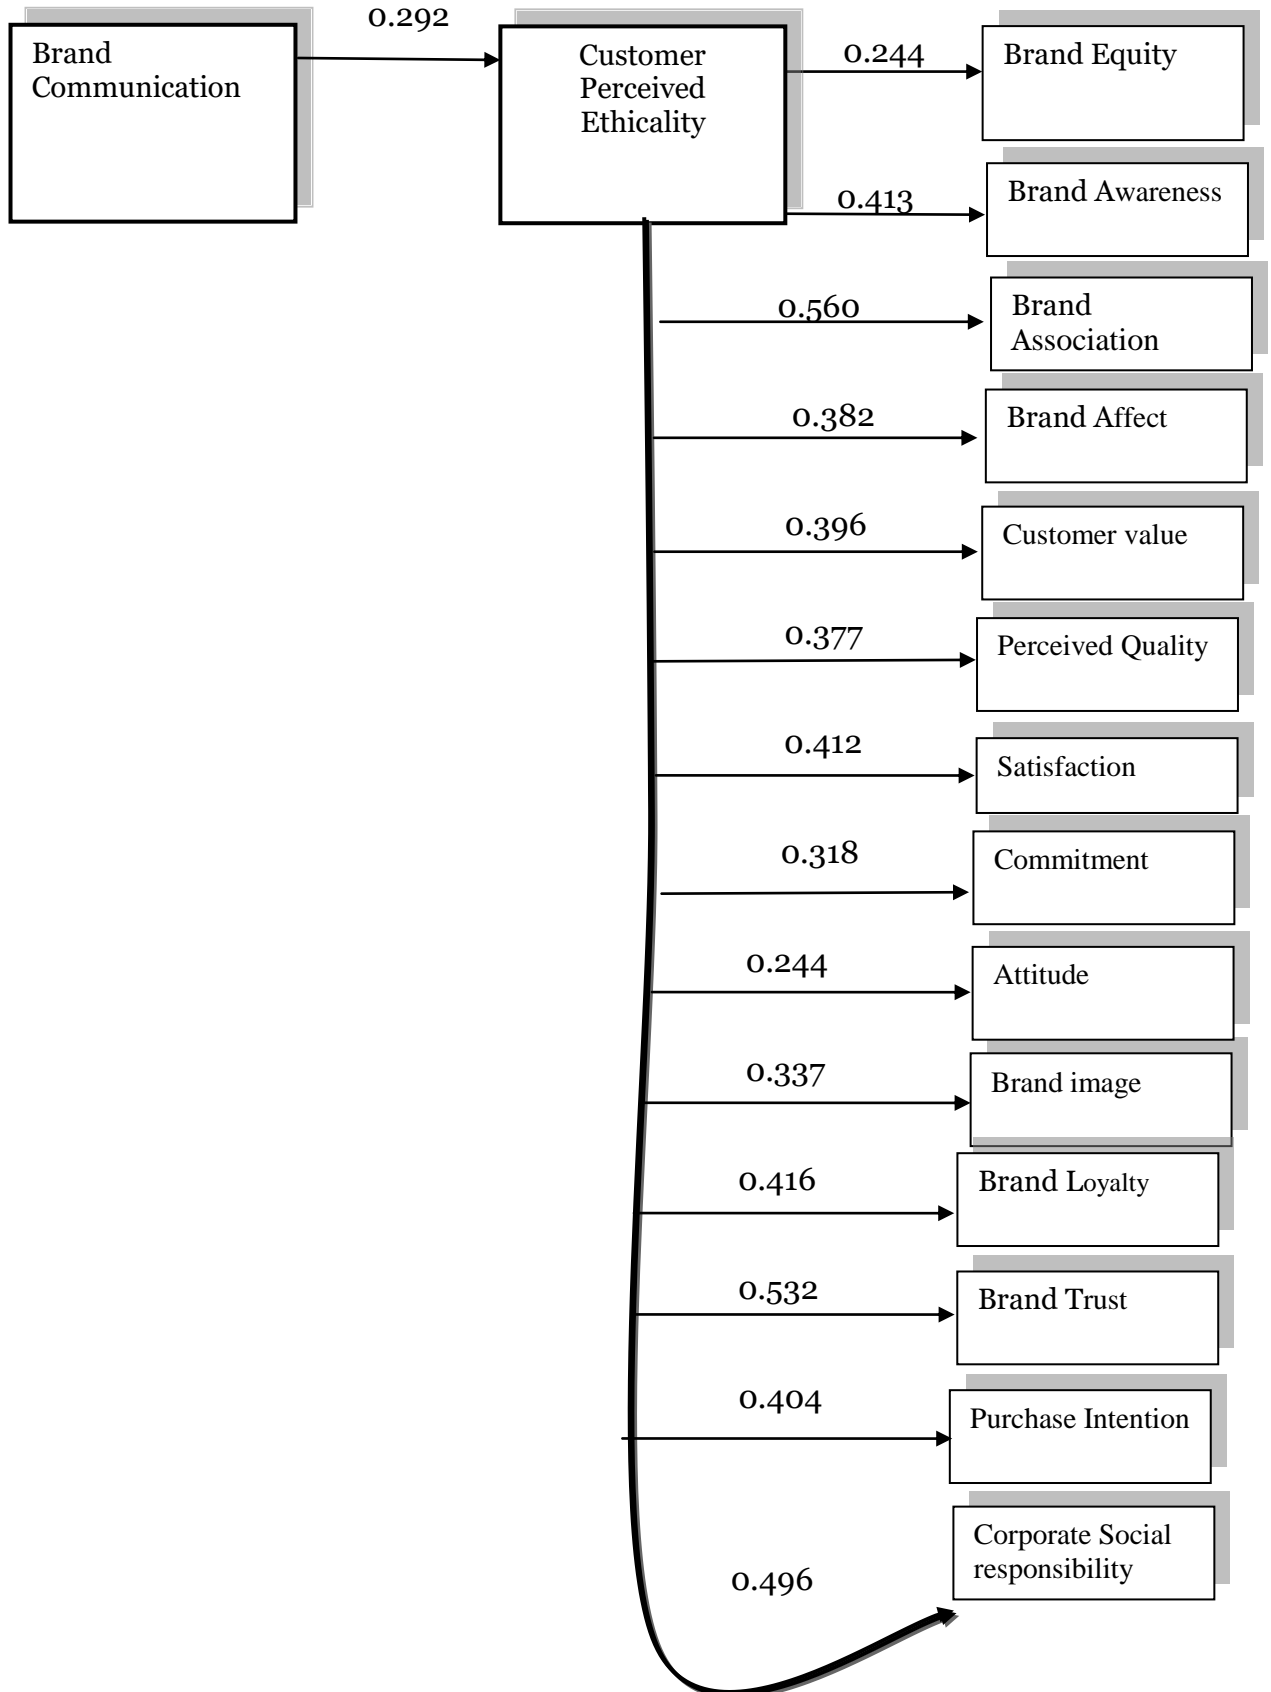 0.292
Brand
Communication
Customer
Perceived
Ethicality
0.244
Brand Equity
0.413
Brand Awareness
0.560
Brand
Association
0.382
Brand Affect
0.396
Customer value
0.377
Perceived Quality
0.412
Satisfaction
0.318
Commitment
0.244
Attitude
0.337
Brand image
0.416
Brand Loyalty
0.532
Brand Trust
0.404
Purchase Intention
Corporate Social
responsibility
0.496